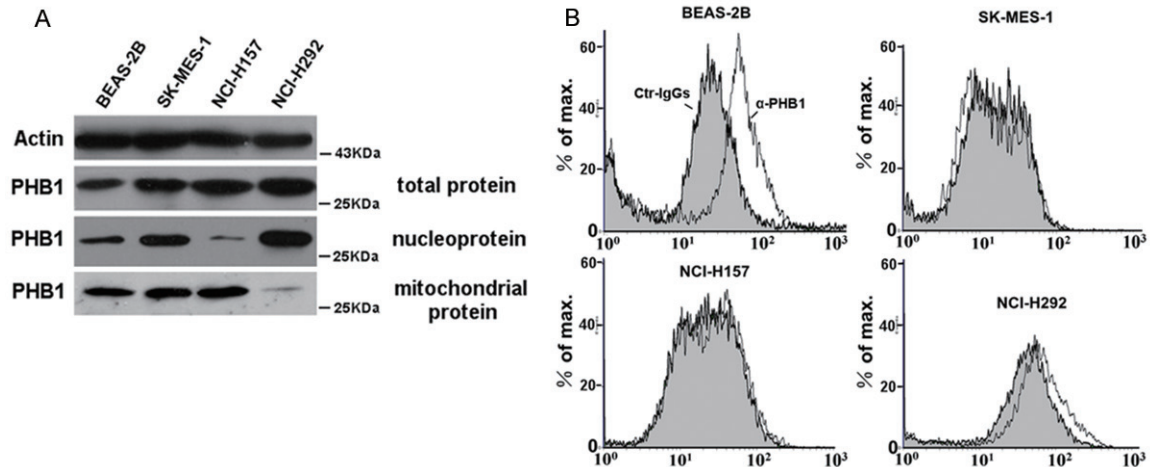 A
BEAS-2B
SK-MES-1
NCI-H157
NCI-H292
Actin
43KDa
PHB1
25KDa
total protein
PHB1
25KDa
nucleoprotein
PHB1
25KDa
mitochondrial
protein
B
BEAS-2B
% of max.
60
40
20
0
Ctr-IgGs
α-PHB1
10⁰ 10¹ 10² 10³
SK-MES-1
% of max.
60
40
20
0
10⁰ 10¹ 10² 10³
NCI-H157
% of max.
60
40
20
0
10⁰ 10¹ 10² 10³
NCI-H292
% of max.
60
40
20
0
10⁰ 10¹ 10² 10³